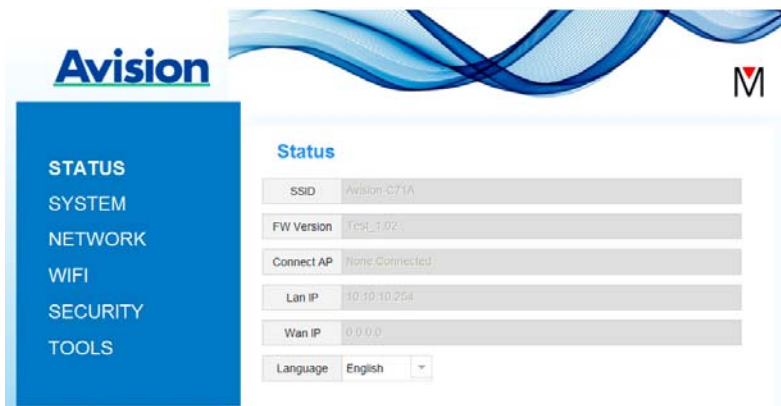 Avision
M
STATUS
SYSTEM
NETWORK
WIFI
SECURITY
TOOLS
Status
SSID Avision-C71A
FW Version Test_1.02
Connect AP None Connected
Lan IP 10.10.10.254
Wan IP 0.0.0.0
Language English